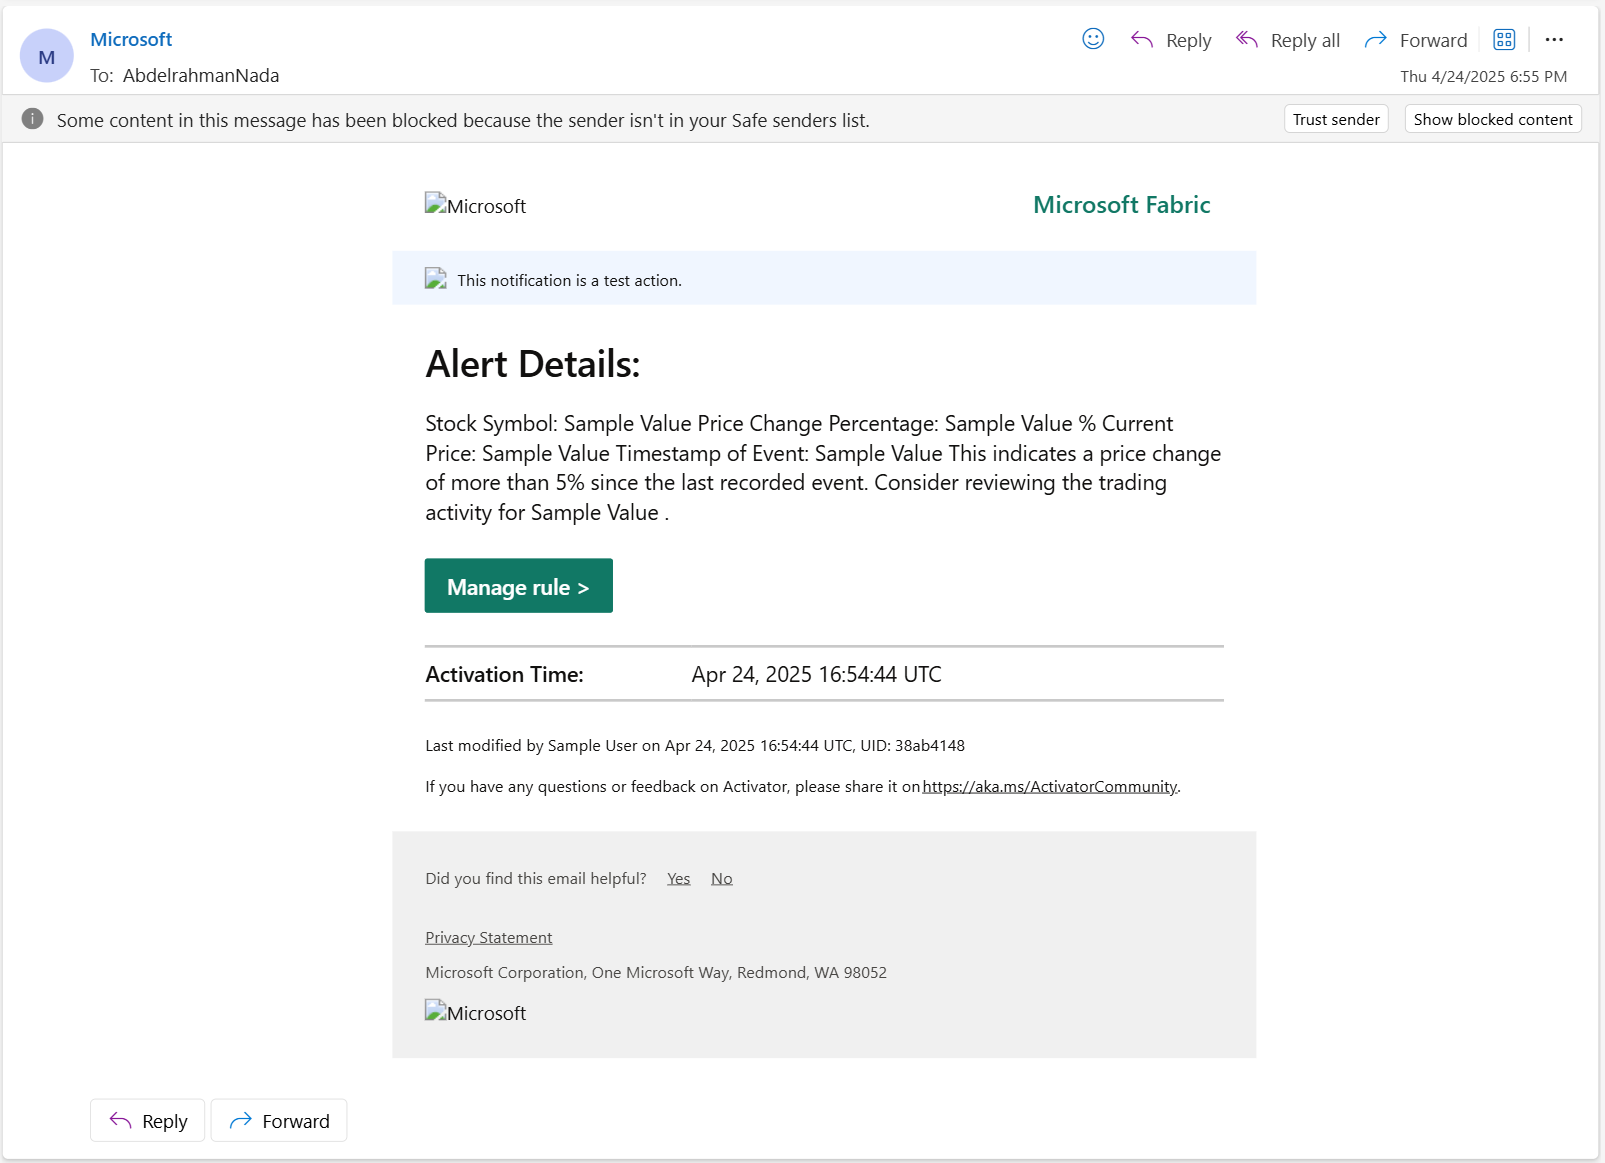 M
Microsoft
To: AbdelrahmanNada
Reply
Reply all
Forward
Thu 4/24/2025 6:55 PM
Some content in this message has been blocked because the sender isn't in your Safe senders list.
Trust sender
Show blocked content
Microsoft
Microsoft Fabric
This notification is a test action.
Alert Details:
Stock Symbol: Sample Value Price Change Percentage: Sample Value % Current
Price: Sample Value Timestamp of Event: Sample Value This indicates a price change
of more than 5% since the last recorded event. Consider reviewing the trading
activity for Sample Value .
Manage rule >
Activation Time: Apr 24, 2025 16:54:44 UTC
Last modified by Sample User on Apr 24, 2025 16:54:44 UTC, UID: 38ab4148
If you have any questions or feedback on Activator, please share it on https://aka.ms/ActivatorCommunity.
Did you find this email helpful? Yes No
Privacy Statement
Microsoft Corporation, One Microsoft Way, Redmond, WA 98052
Microsoft
Reply
Forward